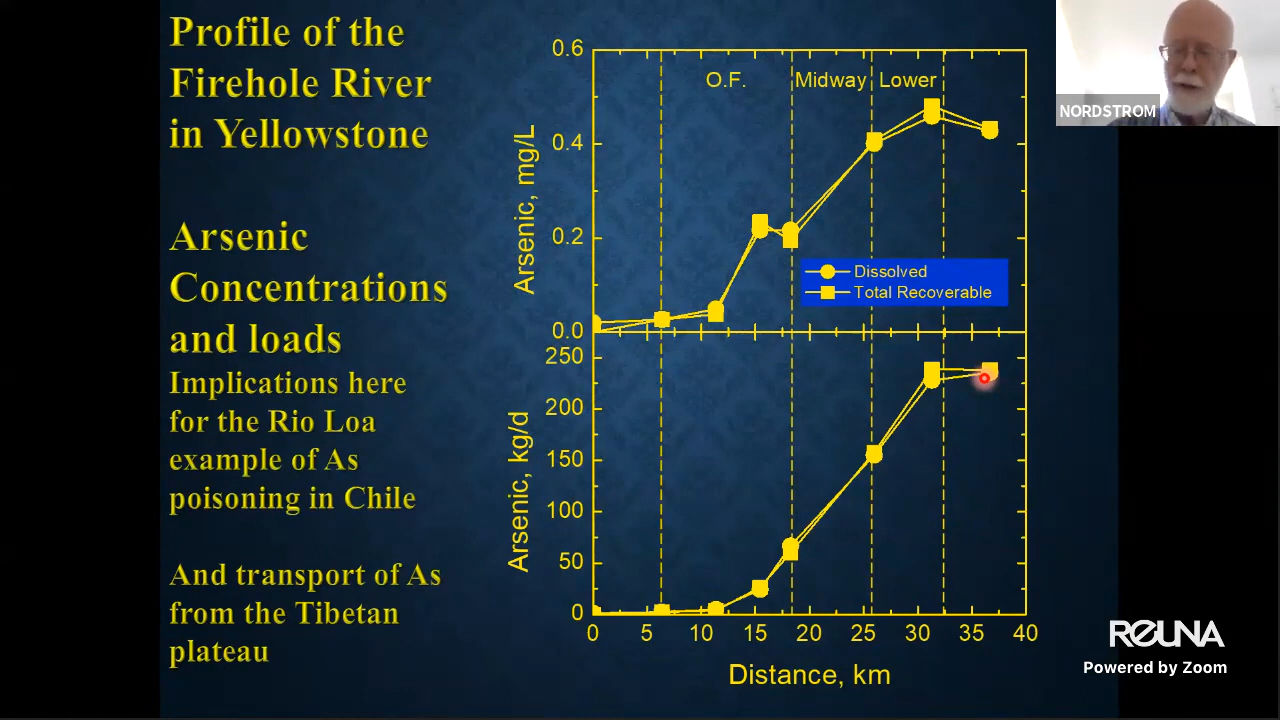 Profile of the
Firehole River
in Yellowstone
Arsenic
Concentrations
and loads
Implications here
for the Rio Loa
example of As
poisoning in Chile
And transport of As
from the Tibetan
plateau
0.6
0.4
0.2
0.0
Arsenic, mg/L
O.F.
Midway
Lower
Dissolved
Total Recoverable
250
200
150
100
50
0
Arsenic, kg/d
0 5 10 15 20 25 30 35 40
Distance, km
NORDSTROM
REUNA
Powered by Zoom